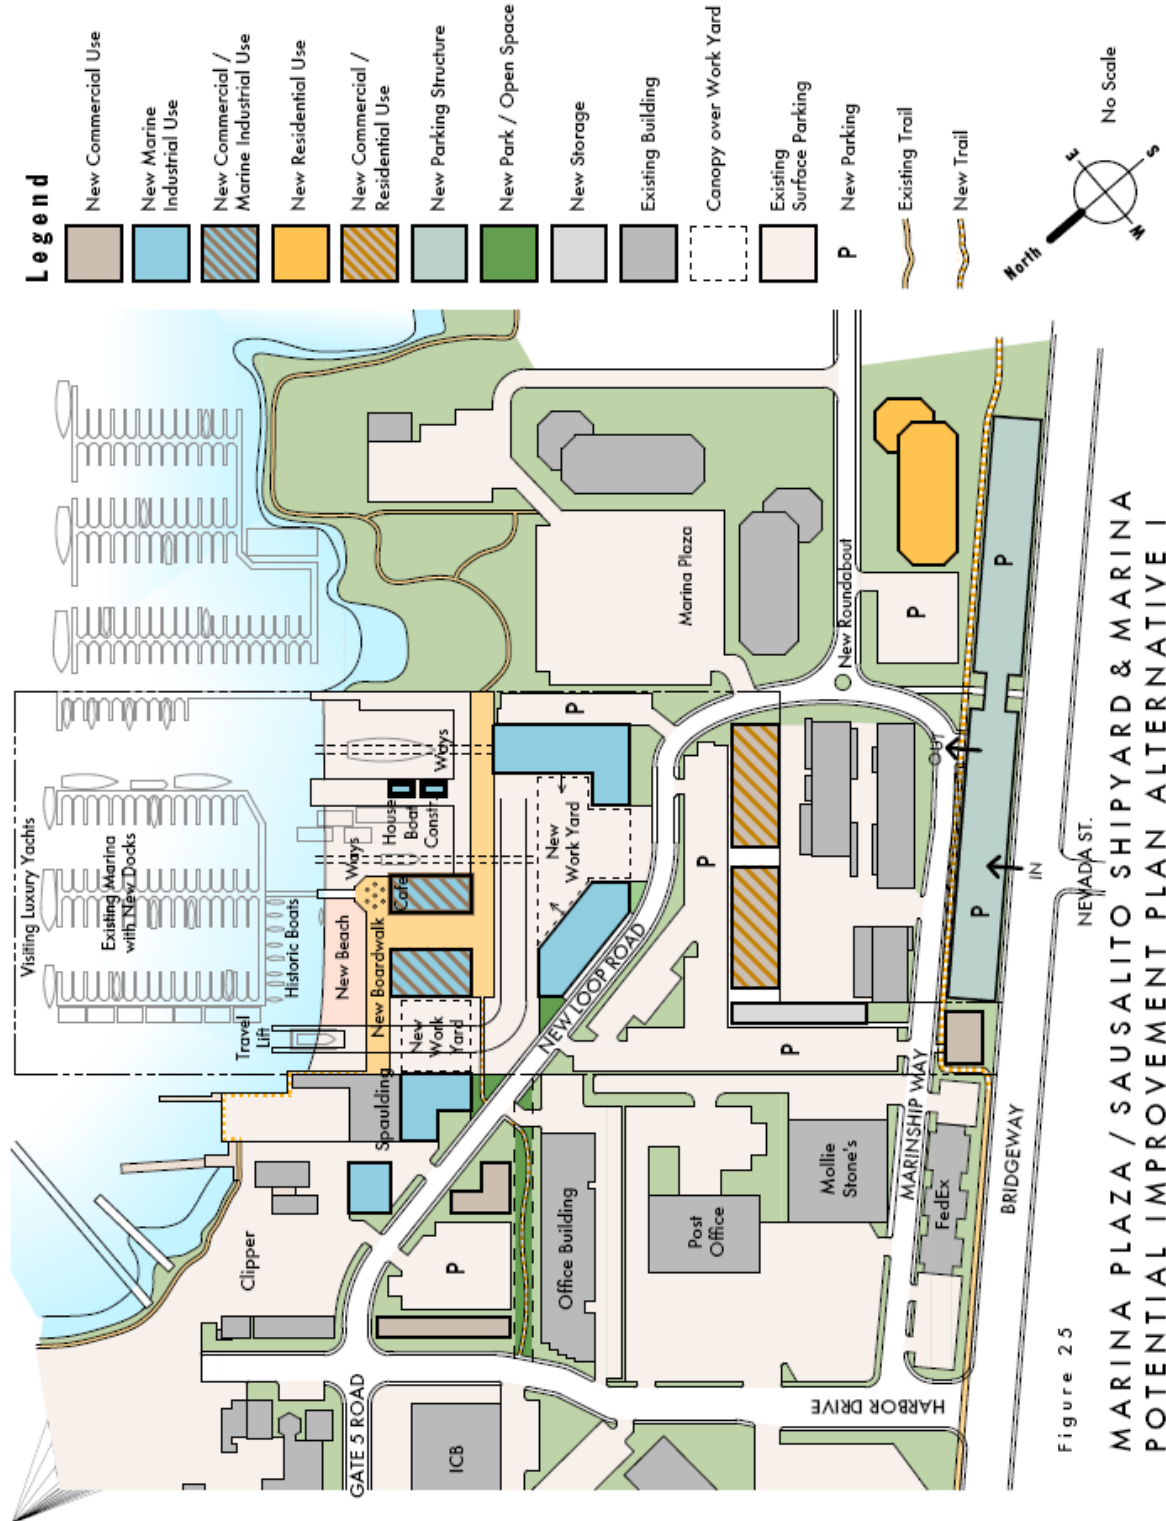 Legend
New Commercial Use
New Marine
Industrial Use
New Commercial /
Marine Industrial Use
New Residential Use
New Commercial /
Residential Use
New Parking Structure
New Park / Open Space
New Storage
Existing Building
Canopy over Work Yard
Existing
Surface Parking
P
New Parking
Existing Trail
New Trail
North
E
S
W
No Scale
Visiting Luxury Yachts
Existing Marina
with New Docks
Historic Boats
Travel
Lift
New Beach
New Boardwalk
Ways
Ways
House
Boat
Constr.
Cafe
New
Work Yard
New
Work
Yard
Spaulding
Clipper
P
P
P
P
P
P
P
P
Marina Plaza
New Roundabout
NEW LOOP ROAD
OUT
IN
NEVADA ST.
MARINSHIP WAY
BRIDGEWAY
Office Building
Post
Office
Mollie
Stone's
FedEx
HARBOR DRIVE
GATE 5 ROAD
ICB
Figure 25
MARINA PLAZA / SAUSALITO SHIPYARD & MARINA
POTENTIAL IMPROVEMENT PLAN ALTERNATIVE I